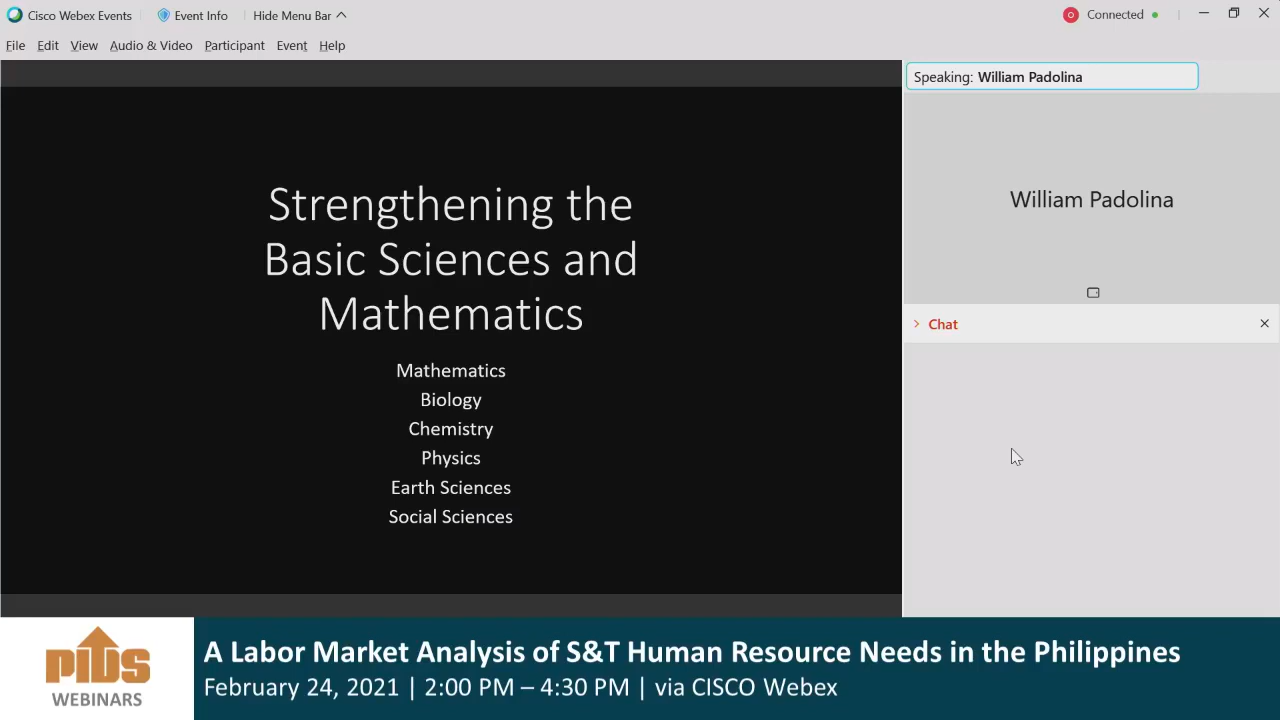 Cisco Webex Events
Event Info
Hide Menu Bar
Connected
File Edit View Audio & Video Participant Event Help
Speaking: William Padolina
William Padolina
Strengthening the
Basic Sciences and
Mathematics
Mathematics
Biology
Chemistry
Physics
Earth Sciences
Social Sciences
Chat
PIDS
WEBINARS
A Labor Market Analysis of S&T Human Resource Needs in the Philippines
February 24, 2021 | 2:00 PM – 4:30 PM | via CISCO Webex